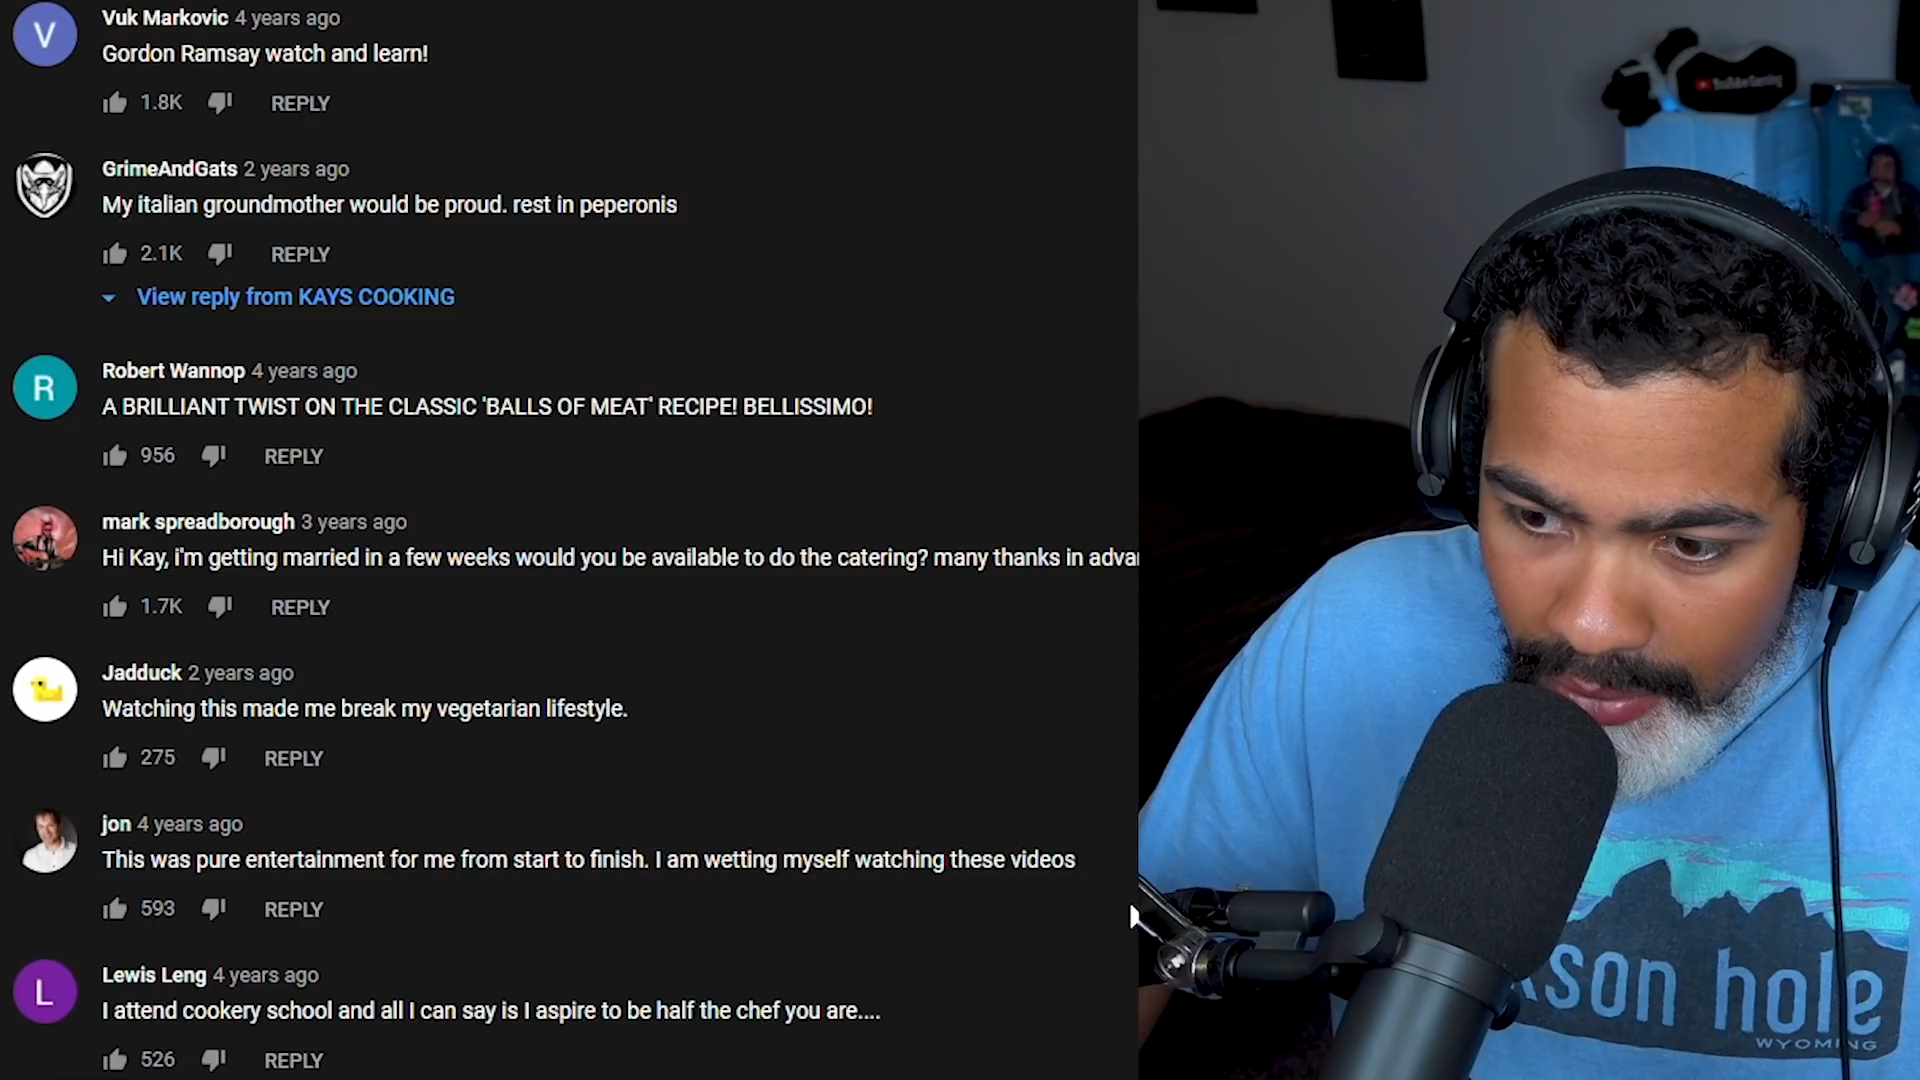 Vuk Markovic 4 years ago
Gordon Ramsay watch and learn!
1.8K REPLY
GrimeAndGats 2 years ago
My italian groundmother would be proud. rest in peperonis
2.1K REPLY
View reply from KAYS COOKING
R
Robert Wannop 4 years ago
A BRILLIANT TWIST ON THE CLASSIC 'BALLS OF MEAT' RECIPE! BELLISSIMO!
956 REPLY
mark spreadborough 3 years ago
Hi Kay, i'm getting married in a few weeks would you be available to do the catering? many thanks in advan
1.7K REPLY
Jadduck 2 years ago
Watching this made me break my vegetarian lifestyle.
275 REPLY
jon 4 years ago
This was pure entertainment for me from start to finish. I am wetting myself watching these videos
593 REPLY
L
Lewis Leng 4 years ago
I attend cookery school and all I can say is I aspire to be half the chef you are....
526 REPLY
V
YouTube Gaming
kson hole
WYOMING